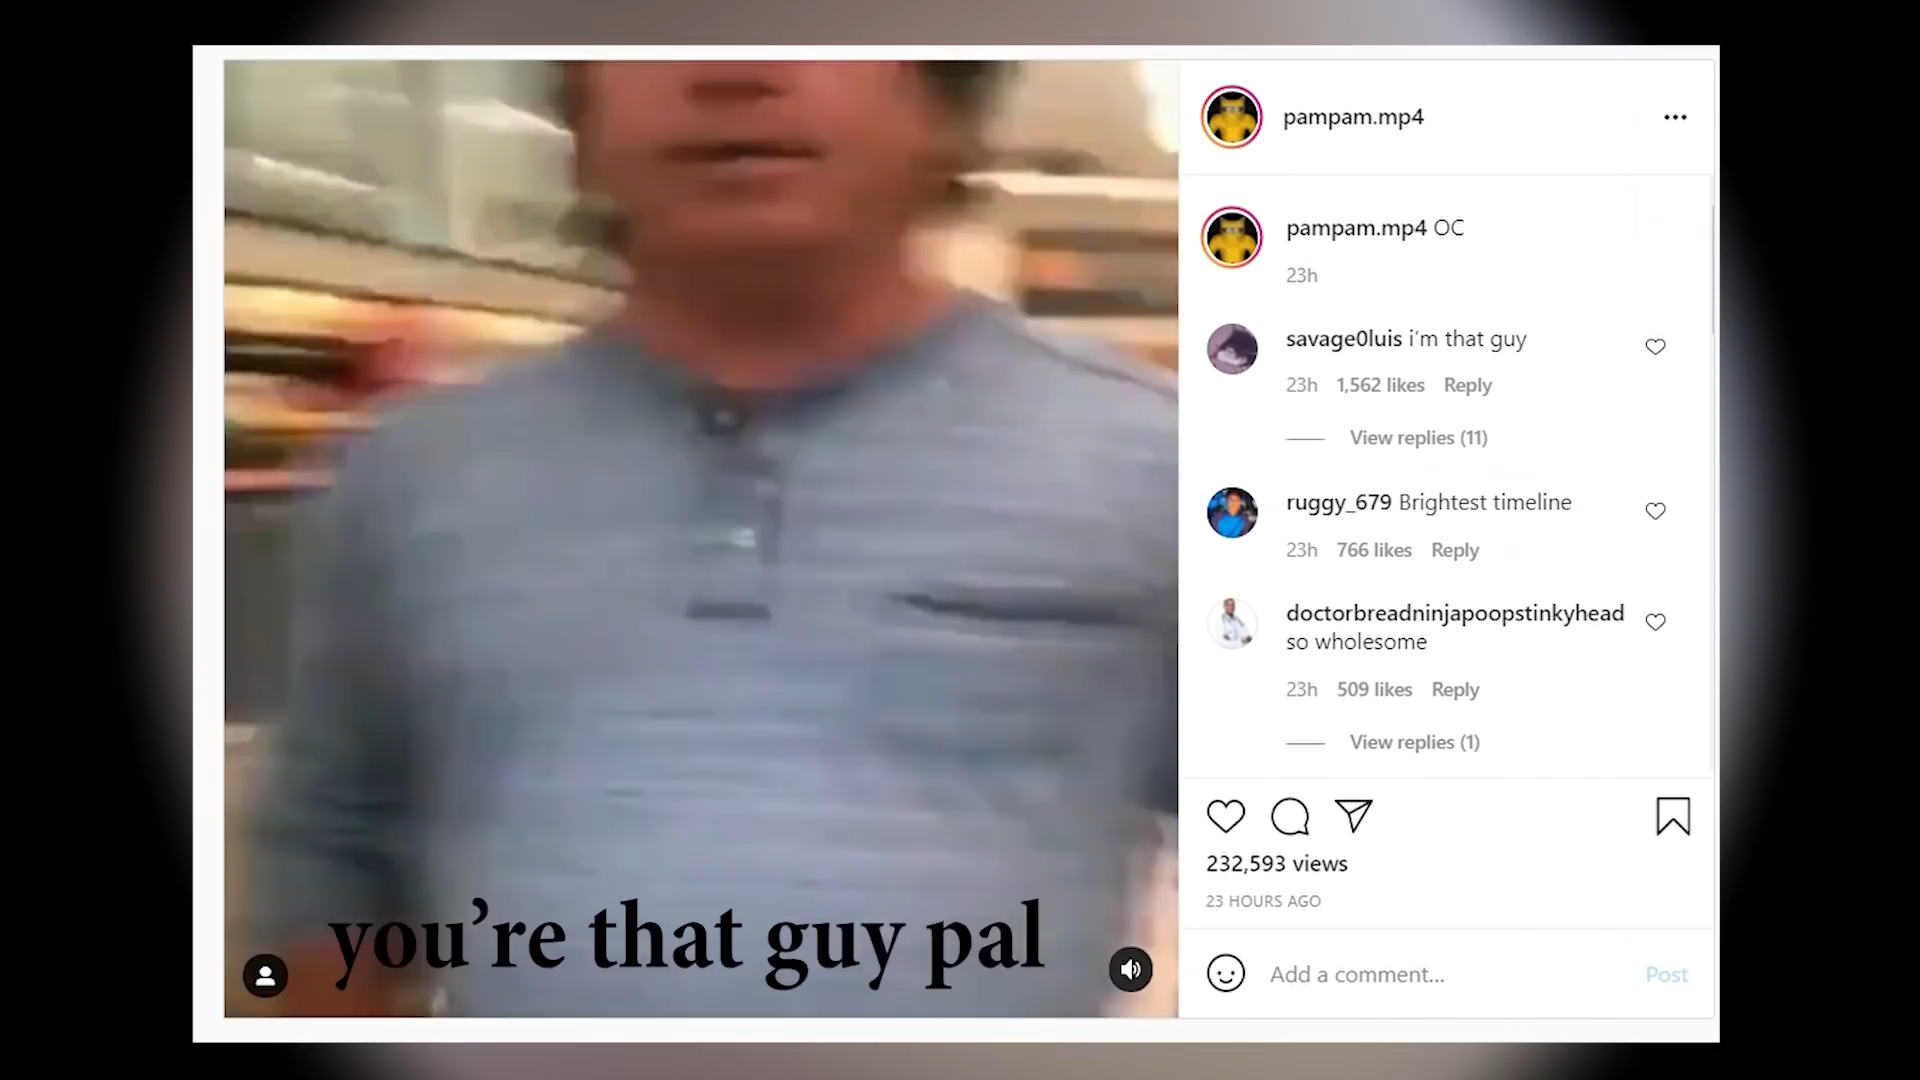 you're that guy pal
pampam.mp4
pampam.mp4 OC
23h
savage0luis i'm that guy
23h 1,562 likes Reply
View replies (11)
ruggy_679 Brightest timeline
23h 766 likes Reply
doctorbreadninjapoopstinkyhead
so wholesome
23h 509 likes Reply
View replies (1)
232,593 views
23 HOURS AGO
Add a comment... Post